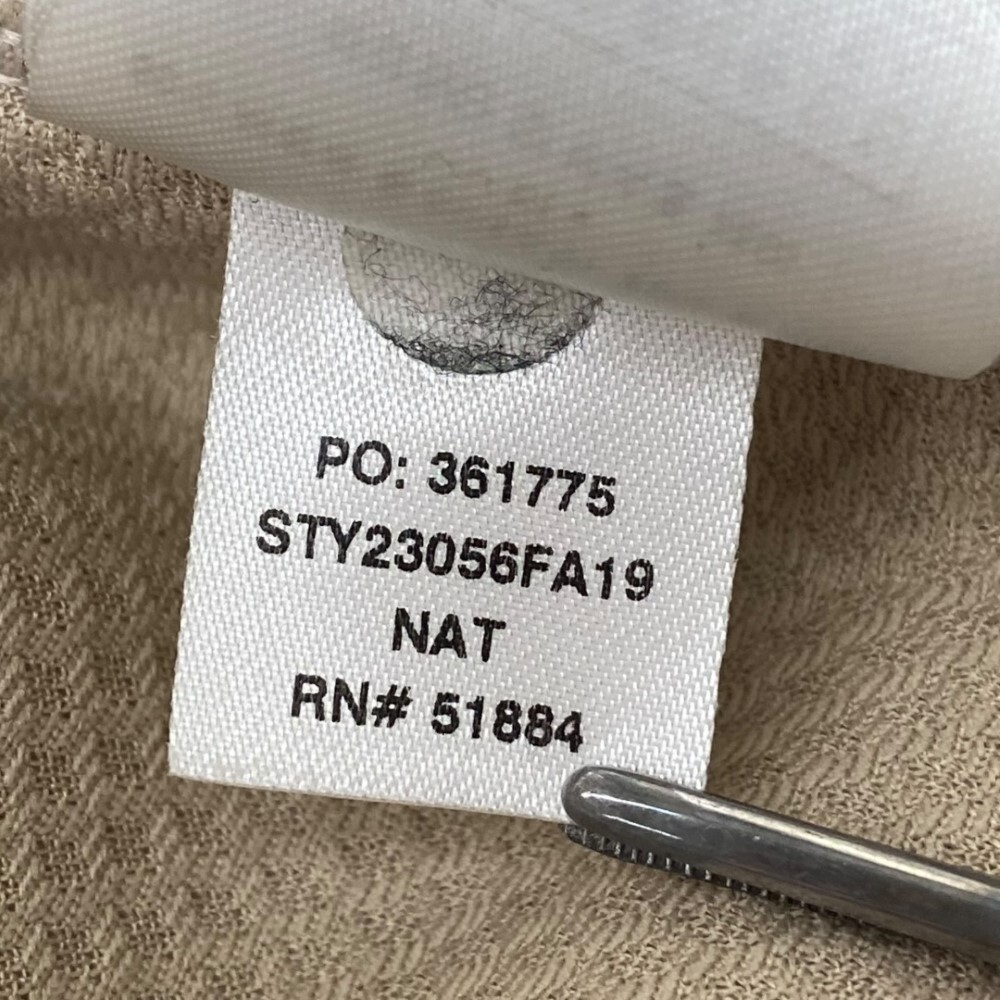 PO: 361775
STY23056FA19
NAT
RN# 51884